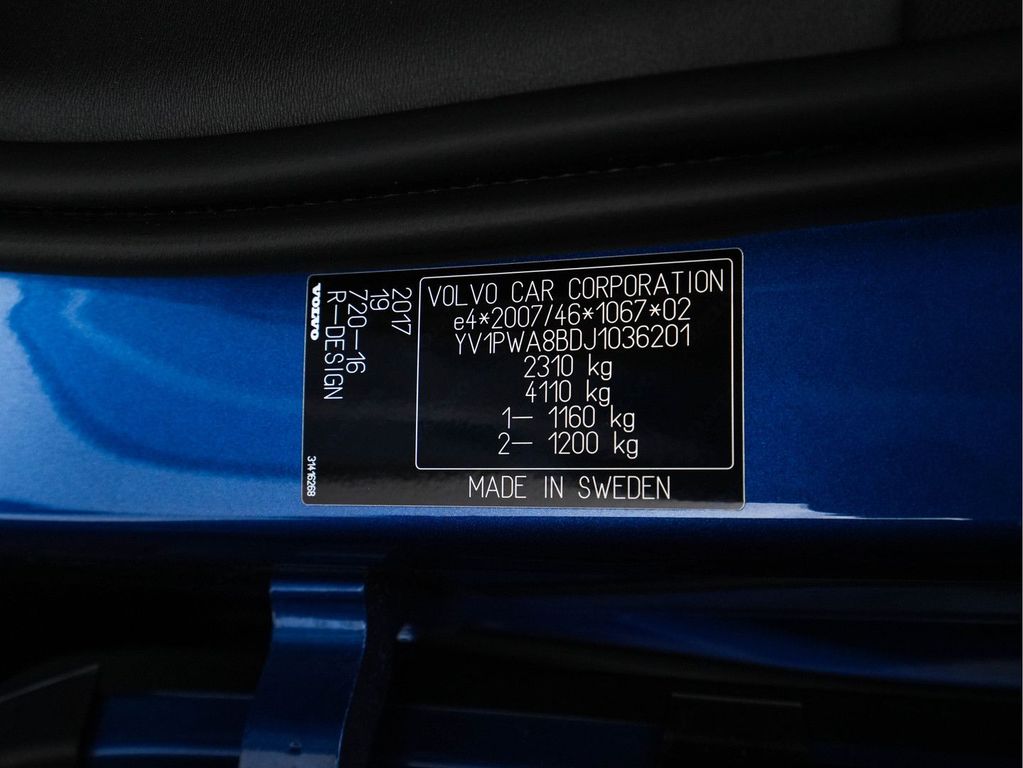 VOLVO
2017
19
720-16
R-DESIGN
31416268
VOLVO CAR CORPORATION
e4*2007/46*1067*02
YV1PWA8BDJ1036201
2310 kg
4110 kg
1- 1160 kg
2- 1200 kg
MADE IN SWEDEN